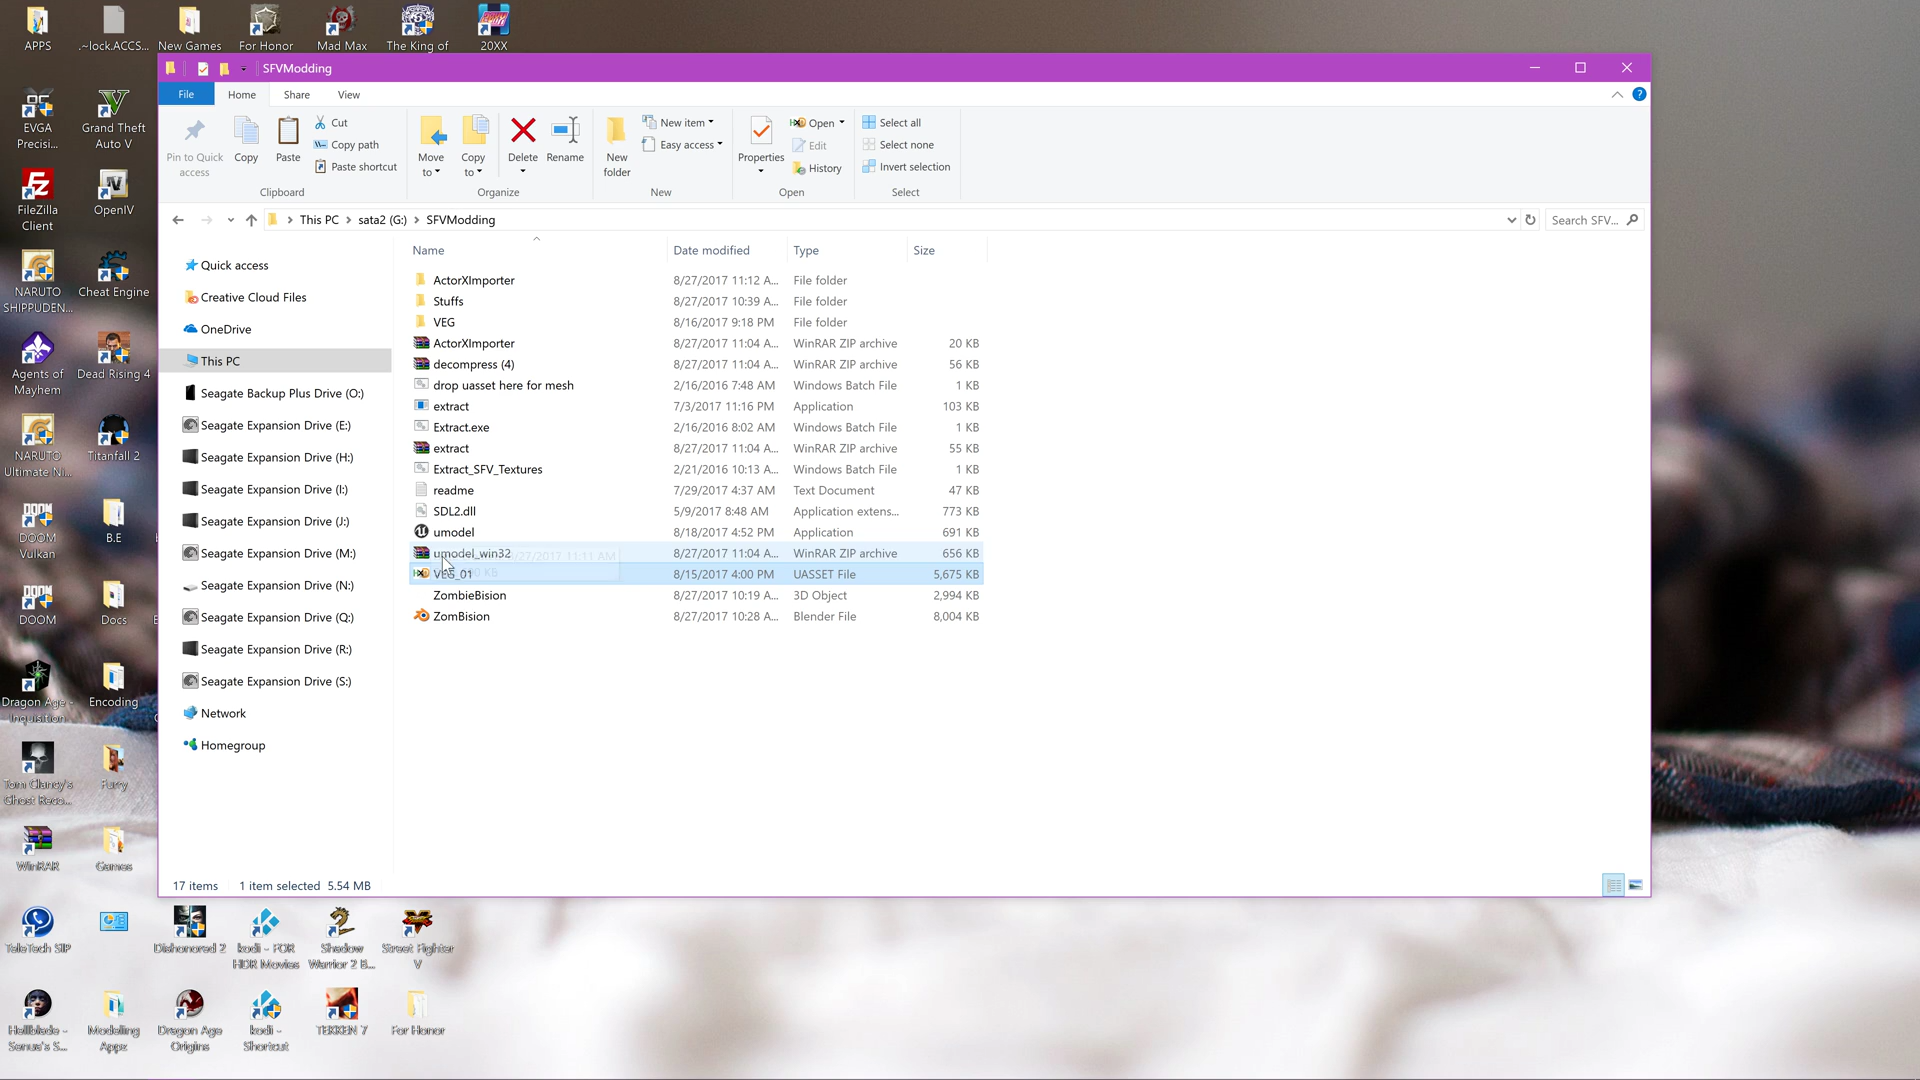 APPS
.~lock.ACCS...
New Games
For Honor
Mad Max
The King of
20XX
SFVModding
File
Home
Share
View
Pin to Quick access
Copy
Paste
Cut
Copy path
Paste shortcut
Clipboard
Move to
Copy to
Delete
Rename
Organize
New folder
New item
Easy access
New
Properties
Open
Edit
History
Open
Select all
Select none
Invert selection
Select
This PC
sata2 (G:)
SFVModding
Search SFV...
Name
Date modified
Type
Size
Quick access
Creative Cloud Files
OneDrive
This PC
Seagate Backup Plus Drive (O:)
Seagate Expansion Drive (E:)
Seagate Expansion Drive (H:)
Seagate Expansion Drive (I:)
Seagate Expansion Drive (J:)
Seagate Expansion Drive (M:)
Seagate Expansion Drive (N:)
Seagate Expansion Drive (Q:)
Seagate Expansion Drive (R:)
Seagate Expansion Drive (S:)
Network
Homegroup
ActorXImporter 8/27/2017 11:12 A... File folder
Stuffs 8/27/2017 10:39 A... File folder
VEG 8/16/2017 9:18 PM File folder
ActorXImporter 8/27/2017 11:04 A... WinRAR ZIP archive 20 KB
decompress (4) 8/27/2017 11:04 A... WinRAR ZIP archive 56 KB
drop uasset here for mesh 2/16/2016 7:48 AM Windows Batch File 1 KB
extract 7/3/2017 11:16 PM Application 103 KB
Extract.exe 2/16/2016 8:02 AM Windows Batch File 1 KB
extract 8/27/2017 11:04 A... WinRAR ZIP archive 55 KB
Extract_SFV_Textures 2/21/2016 10:13 A... Windows Batch File 1 KB
readme 7/29/2017 4:37 AM Text Document 47 KB
SDL2.dll 5/9/2017 8:48 AM Application extens... 773 KB
umodel 8/18/2017 4:52 PM Application 691 KB
umodel_win32 8/27/2017 11:04 A... WinRAR ZIP archive 656 KB
VEG_01 8/15/2017 4:00 PM UASSET File 5,675 KB
ZombieBision 8/27/2017 10:19 A... 3D Object 2,994 KB
ZomBision 8/27/2017 10:28 A... Blender File 8,004 KB
17 items
1 item selected 5.54 MB
EVGA
Precisi...
Grand Theft
Auto V
FileZilla
Client
OpenIV
NARUTO
SHIPPUDEN...
Cheat Engine
Agents of
Mayhem
Dead Rising 4
NARUTO
Ultimate Ni...
Titanfall 2
DOOM
Vulkan
B.E
DOOM
Docs
Dragon Age -
Inquisition
Encoding
Tom Clancy's
Ghost Reco...
Furry
WinRAR
Games
TeleTech SIP
Dishonored 2
kodi - FOR
HDR Movies
Shadow
Warrior 2 B...
Street Fighter
V
Hellblade -
Senua's S...
Modeling
Appz
Dragon Age
Origins
kodi -
Shortcut
TEKKEN 7
For Honor